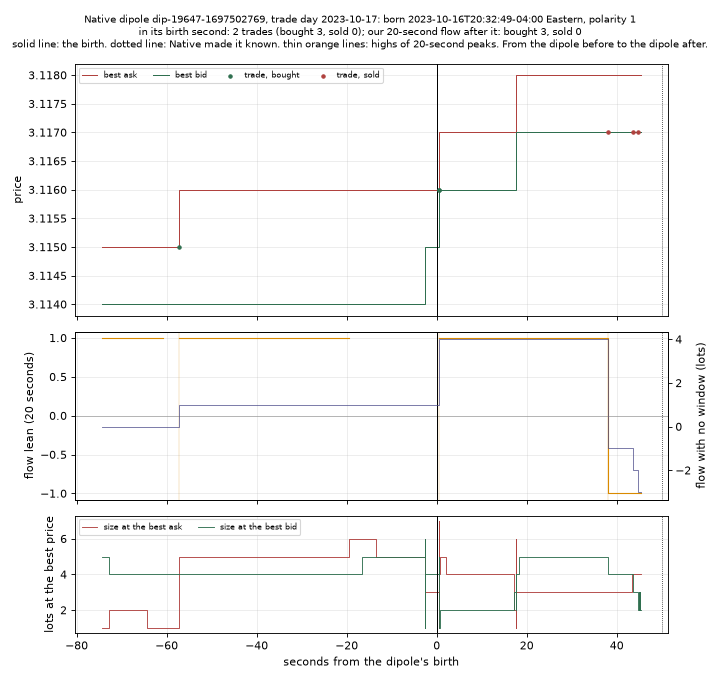 Native dipole dip-19647-1697502769, trade day 2023-10-17: born 2023-10-16T20:32:49-04:00 Eastern, polarity 1
in its birth second: 2 trades (bought 3, sold 0); our 20-second flow after it: bought 3, sold 0
solid line: the birth. dotted line: Native made it known. thin orange lines: highs of 20-second peaks. From the dipole before to the dipole after.
best ask best bid trade, bought trade, sold
3.1180
3.1175
3.1170
3.1165
3.1160
3.1155
3.1150
3.1145
3.1140
price
1.0
0.5
0.0
−0.5
−1.0
flow lean (20 seconds)
4
2
0
−2
flow with no window (lots)
size at the best ask size at the best bid
6
4
2
lots at the best price
−80 −60 −40 −20 0 20 40 60
seconds from the dipole's birth